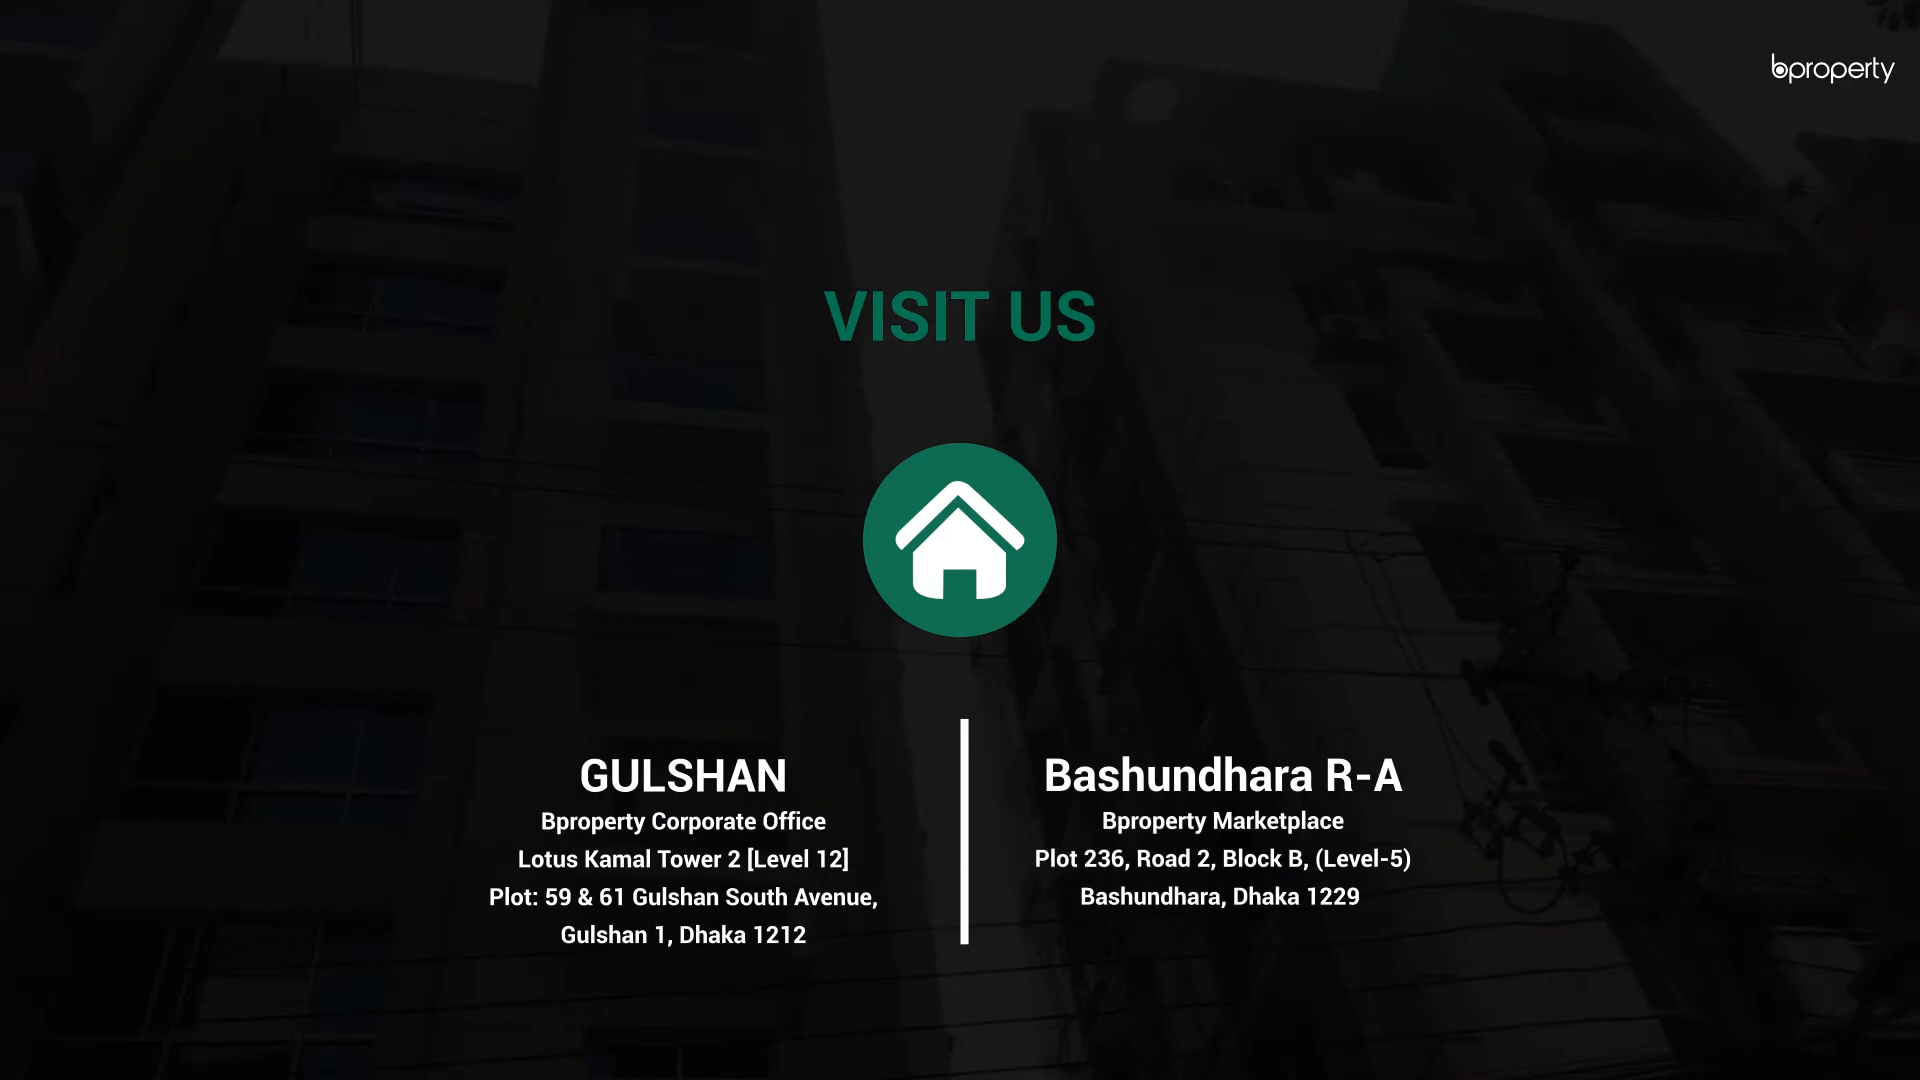 bproperty
VISIT US
GULSHAN
Bproperty Corporate Office
Lotus Kamal Tower 2 [Level 12]
Plot: 59 & 61 Gulshan South Avenue,
Gulshan 1, Dhaka 1212
Bashundhara R-A
Bproperty Marketplace
Plot 236, Road 2, Block B, (Level-5)
Bashundhara, Dhaka 1229